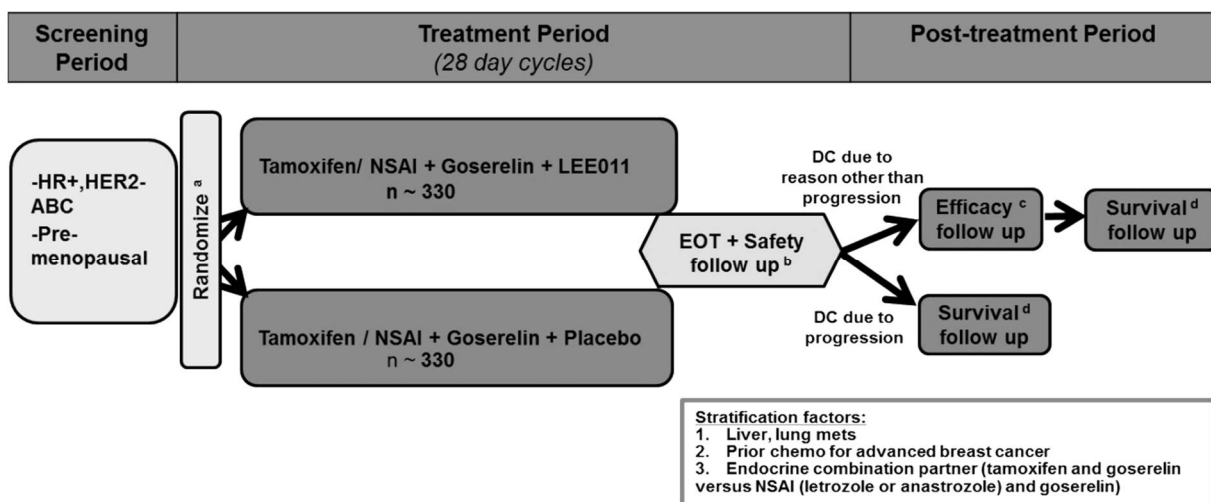 Screening
Period
Treatment Period
(28 day cycles)
Post-treatment Period
-HR+,HER2-
ABC
-Pre-
menopausal
Randomize a
Tamoxifen/ NSAI + Goserelin + LEE011
n ~ 330
Tamoxifen / NSAI + Goserelin + Placebo
n ~ 330
EOT + Safety
follow up b
DC due to
reason other than
progression
Efficacy c
follow up
Survival d
follow up
DC due to
progression
Survival d
follow up
Stratification factors:
1. Liver, lung mets
2. Prior chemo for advanced breast cancer
3. Endocrine combination partner (tamoxifen and goserelin
versus NSAI (letrozole or anastrozole) and goserelin)